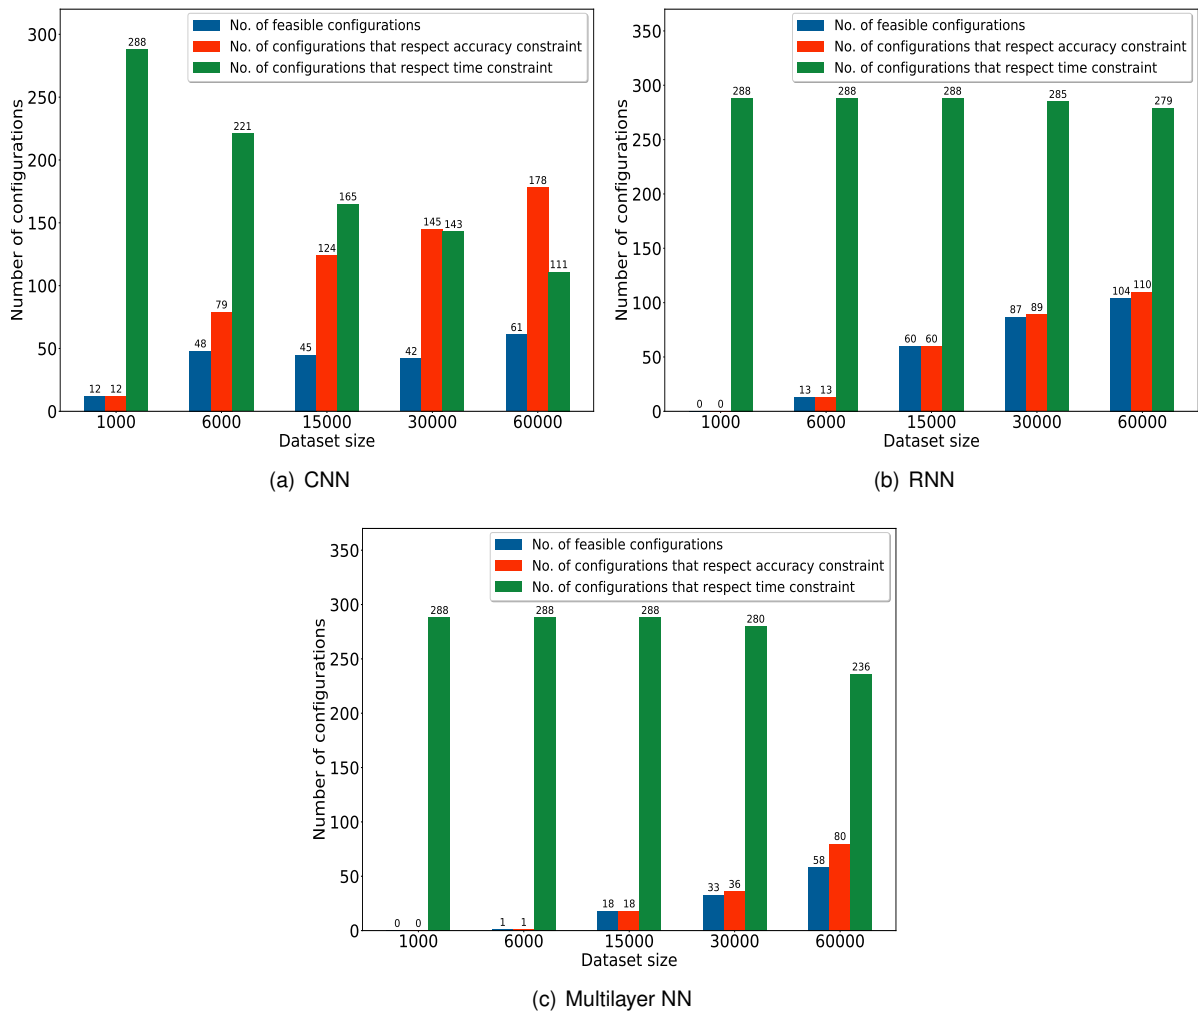 No. of feasible configurations
No. of configurations that respect accuracy constraint
No. of configurations that respect time constraint
Number of configurations
300
250
200
150
100
50
0
12 12 288
48 79 221
45 124 165
42 145 143
61 178 111
1000 6000 15000 30000 60000
Dataset size
(a) CNN
No. of feasible configurations
No. of configurations that respect accuracy constraint
No. of configurations that respect time constraint
Number of configurations
350
300
250
200
150
100
50
0
0 0 288
13 13 288
60 60 288
87 89 285
104 110 279
1000 6000 15000 30000 60000
Dataset size
(b) RNN
No. of feasible configurations
No. of configurations that respect accuracy constraint
No. of configurations that respect time constraint
Number of configurations
350
300
250
200
150
100
50
0
0 0 288
1 1 288
18 18 288
33 36 280
58 80 236
1000 6000 15000 30000 60000
Dataset size
(c) Multilayer NN